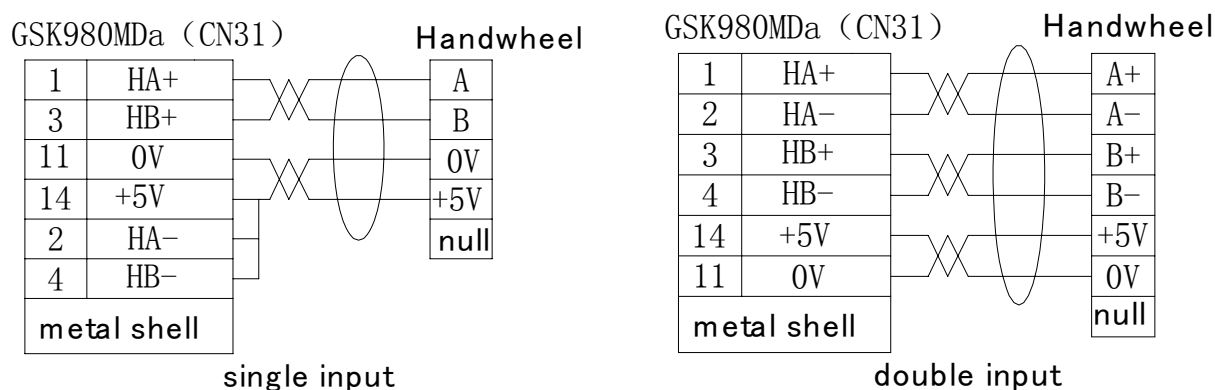 GSK980MDa (CN31)
Handwheel
1 HA+ A
3 HB+ B
11 0V 0V
14 +5V +5V
2 HA- null
4 HB-
metal shell
single input
GSK980MDa (CN31)
Handwheel
1 HA+ A+
2 HA- A-
3 HB+ B+
4 HB- B-
14 +5V +5V
11 0V 0V
metal shell null
double input